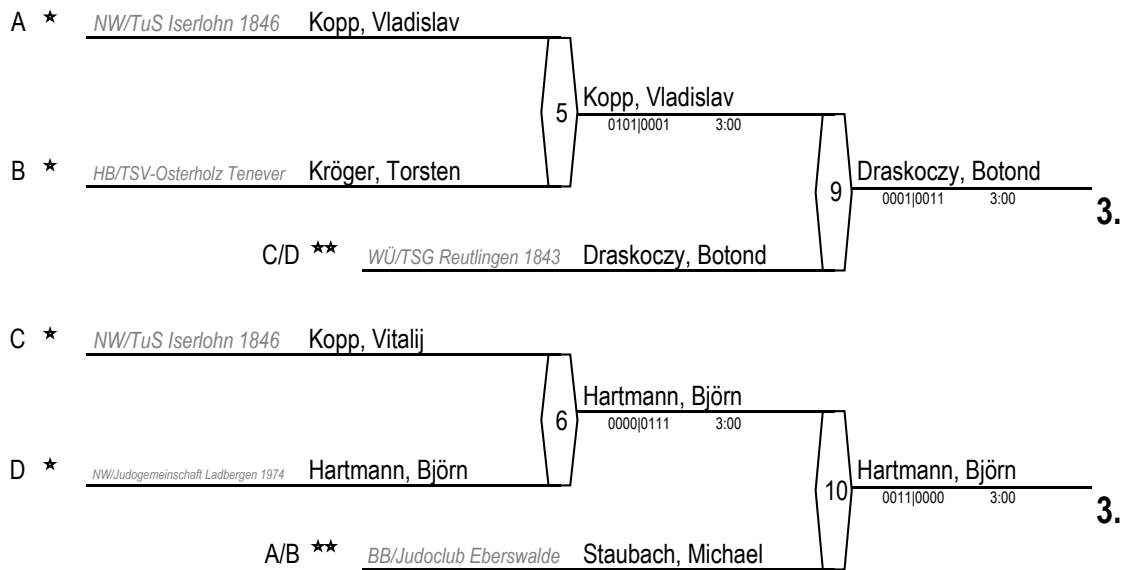 A ★ NW/TuS Iserlohn 1846 Kopp, Vladislav
5 Kopp, Vladislav
0101|0001 3:00
B ★ HB/TSV-Osterholz Tenever Kröger, Torsten
9 Draskoczy, Botond
0001|0011 3:00
3.
C/D ★★ WÜ/TSG Reutlingen 1843 Draskoczy, Botond
C ★ NW/TuS Iserlohn 1846 Kopp, Vitalij
6 Hartmann, Björn
0000|0111 3:00
D ★ NW/Judogemeinschaft Ladbergen 1974 Hartmann, Björn
10 Hartmann, Björn
0011|0000 3:00
3.
A/B ★★ BB/Judoclub Eberswalde Staubach, Michael